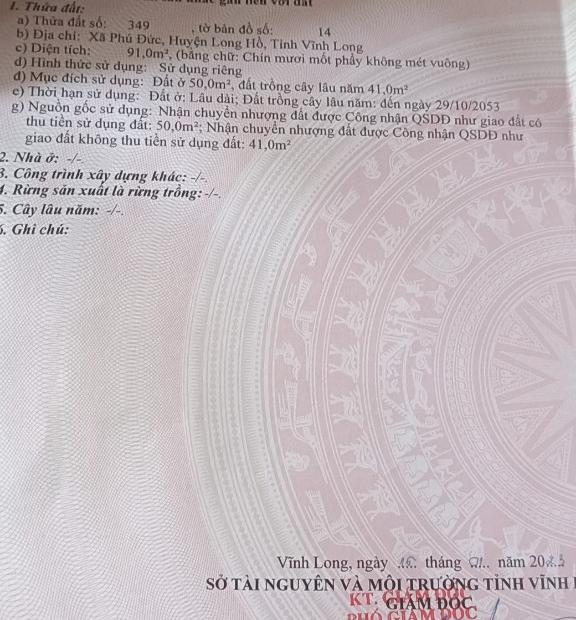 gắn liền với đất
1. Thửa đất:
a) Thửa đất số: 349 , tờ bản đồ số: 14
b) Địa chỉ: Xã Phú Đức, Huyện Long Hồ, Tỉnh Vĩnh Long
c) Diện tích: 91,0m², (bằng chữ: Chín mươi mốt phẩy không mét vuông)
d) Hình thức sử dụng: Sử dụng riêng
đ) Mục đích sử dụng: Đất ở 50,0m², đất trồng cây lâu năm 41,0m²
e) Thời hạn sử dụng: Đất ở: Lâu dài; Đất trồng cây lâu năm: đến ngày 29/10/2053
g) Nguồn gốc sử dụng: Nhận chuyển nhượng đất được Công nhận QSDĐ như giao đất có
thu tiền sử dụng đất: 50,0m²; Nhận chuyển nhượng đất được Công nhận QSDĐ như
giao đất không thu tiền sử dụng đất: 41,0m²
2. Nhà ở: -/-.
3. Công trình xây dựng khác: -/-.
4. Rừng sản xuất là rừng trồng: -/-.
5. Cây lâu năm: -/-.
6. Ghi chú:
Vĩnh Long, ngày tháng năm 20
SỞ TÀI NGUYÊN VÀ MÔI TRƯỜNG TỈNH VĨNH
KT. GIÁM ĐỐC
PHÓ GIÁM ĐỐC